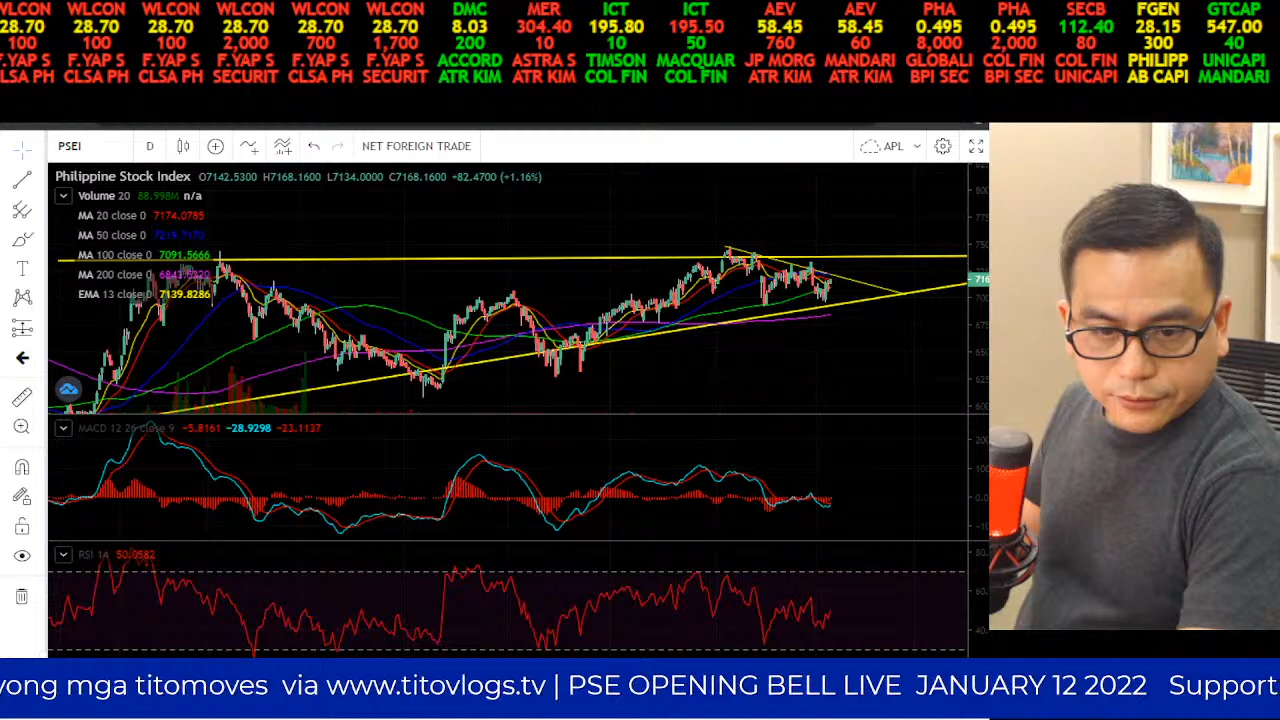 WLCON WLCON WLCON WLCON WLCON WLCON DMC MER ICT ICT AEV AEV PHA PHA SECB FGEN GTCAP
28.70 28.70 28.70 28.70 28.70 28.70 8.03 304.40 195.80 195.50 58.45 58.45 0.495 0.495 112.40 28.15 547.00
100 100 100 2,000 700 1,700 200 10 10 50 760 60 8,000 2,000 80 300 40
F.YAP S F.YAP S F.YAP S F.YAP S F.YAP S F.YAP S ACCORD ASTRA S TIMSON MACQUAR JP MORG MANDARI GLOBALI COL FIN COL FIN PHILIPP UNICAPI
CLSA PH CLSA PH CLSA PH SECURIT CLSA PH SECURIT ATR KIM ATR KIM COL FIN COL FIN ATR KIM ATR KIM BPI SEC BPI SEC UNICAPI AB CAPI MANDARI
PSEI D NET FOREIGN TRADE APL
Philippine Stock Index O7142.5300 H7168.1600 L7134.0000 C7168.1600 +82.4700 (+1.16%)
Volume 20 88.998M n/a
MA 20 close 0 7174.0785
MA 50 close 0
MA 100 close 0 7091.5666
MA 200 close 0
EMA 13 close 0 7139.8286
MACD 12 26 close 9 -5.8161 -28.9298 -23.1137
RSI 14 50.0582
yong mga titomoves via www.titovlogs.tv | PSE OPENING BELL LIVE JANUARY 12 2022 Support